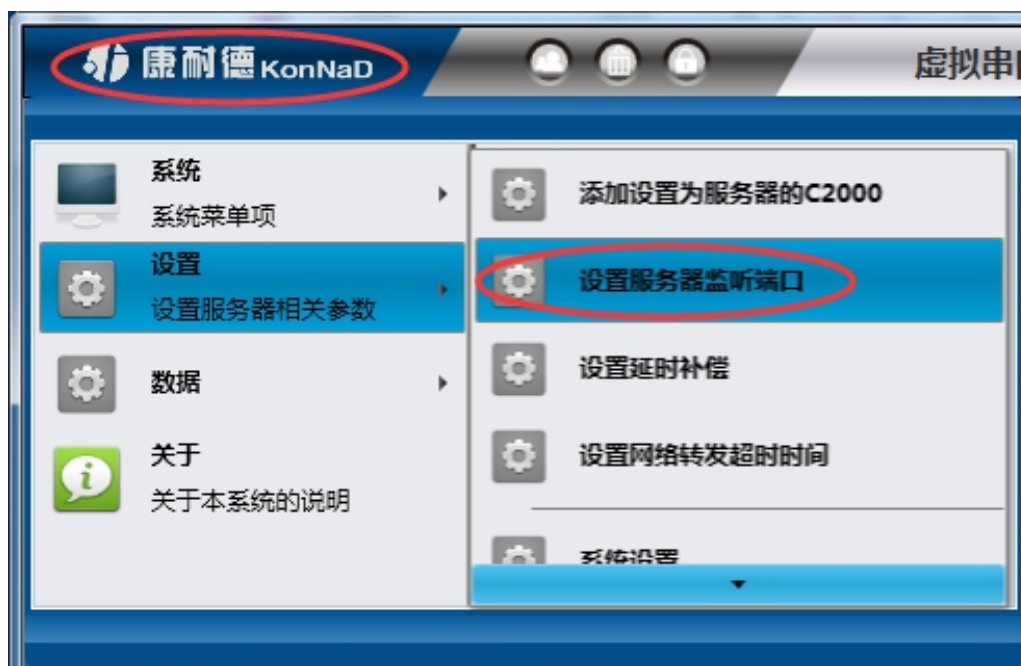 康耐德 KonNaD
虚拟串
系统
系统菜单项
设置
设置服务器相关参数
数据
关于
关于本系统的说明
添加设置为服务器的C2000
设置服务器监听端口
设置延时补偿
设置网络转发超时时间
系统设置